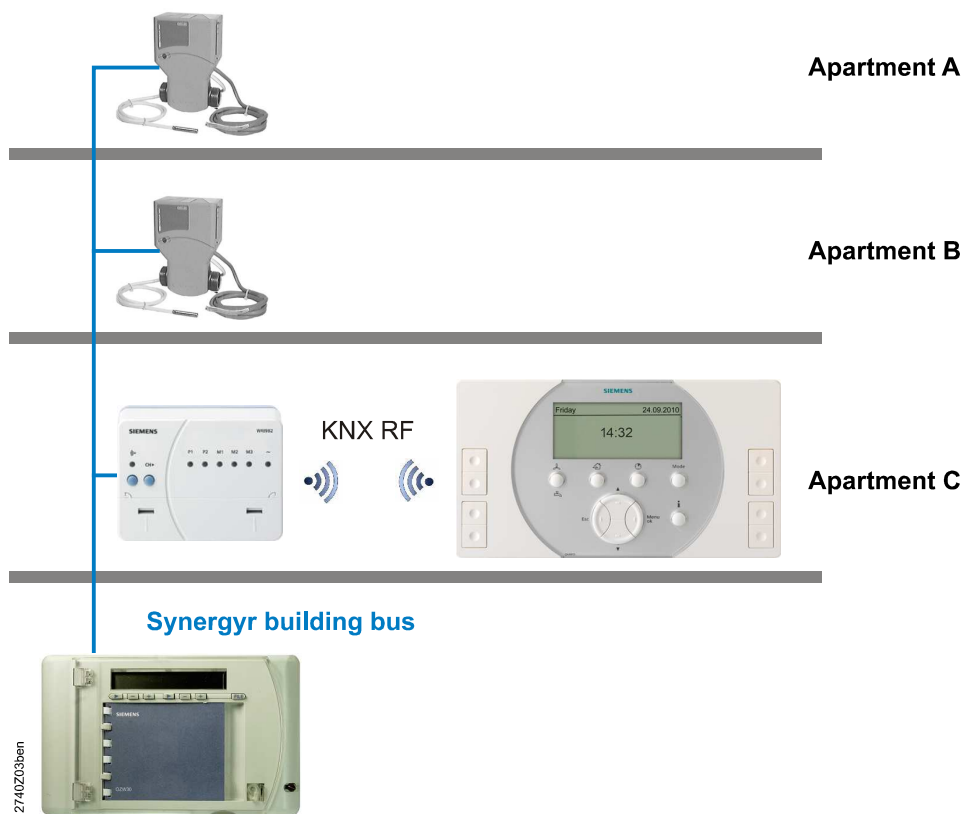 Apartment A
Apartment B
SIEMENS
Friday 24.09.2010
14:32
KNX RF
SIEMENS
WRI982
P1 P2 M1 M2 M3
CH+
Mode
Esc
Menu
ok
i
Apartment C
Synergyr building bus
FILE
SIEMENS
OZW30
2740Z03ben